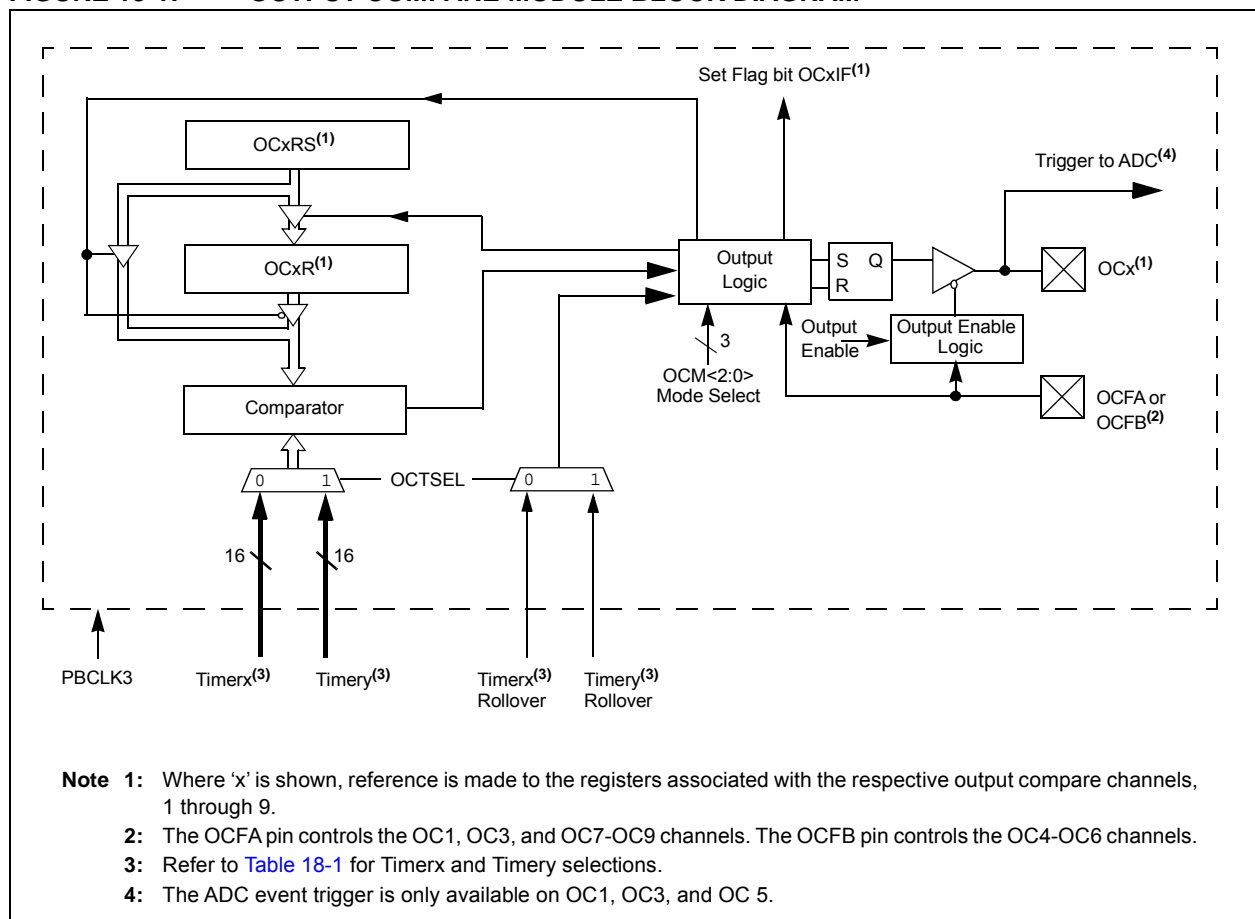 Set Flag bit OCxIF(1)
OCxRS(1)
Trigger to ADC(4)
OCxR(1)
Output
Logic
S Q
R
OCx(1)
Output
Enable
Output Enable
Logic
3
OCM<2:0>
Mode Select
Comparator
OCFA or
OCFB(2)
0 1
OCTSEL
0 1
16
16
PBCLK3
Timerx(3)
Timery(3)
Timerx(3)
Rollover
Timery(3)
Rollover
Note 1: Where ‘x’ is shown, reference is made to the registers associated with the respective output compare channels,
1 through 9.
2: The OCFA pin controls the OC1, OC3, and OC7-OC9 channels. The OCFB pin controls the OC4-OC6 channels.
3: Refer to Table 18-1 for Timerx and Timery selections.
4: The ADC event trigger is only available on OC1, OC3, and OC 5.